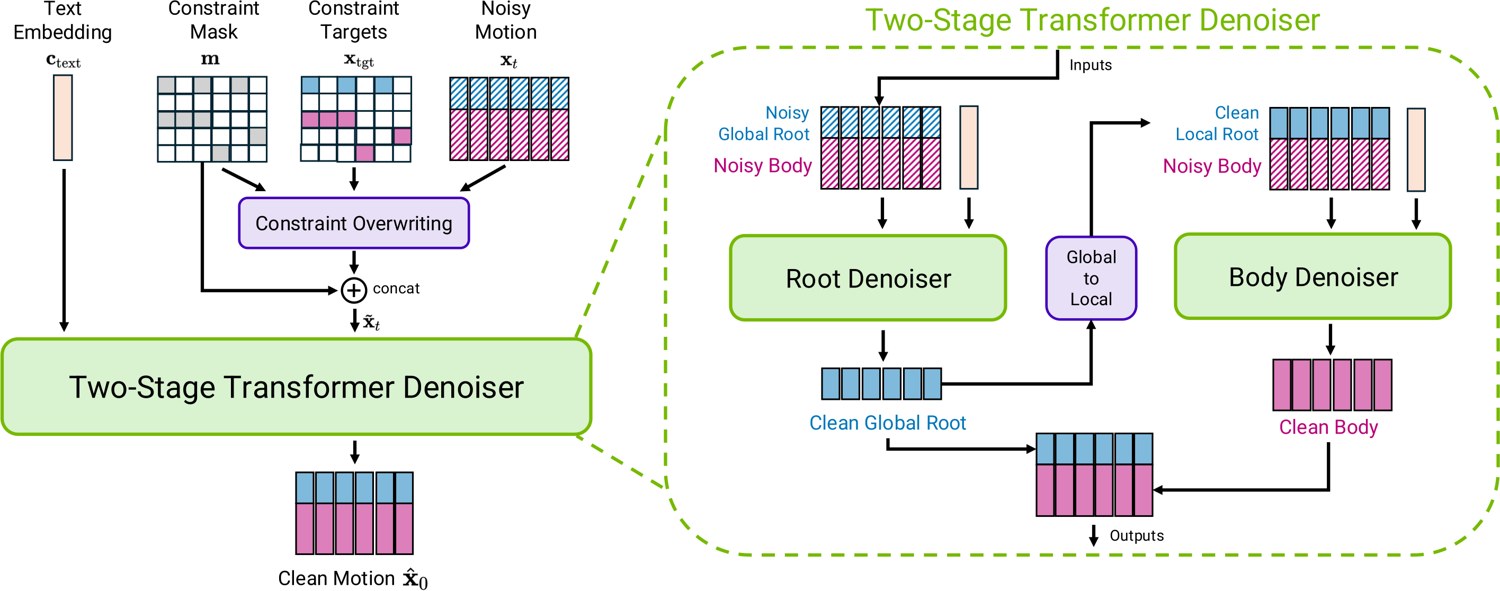 Text
Embedding
c_text
Constraint
Mask
m
Constraint
Targets
x_tgt
Noisy
Motion
x_t
Constraint Overwriting
+
concat
x̃_t
Two-Stage Transformer Denoiser
Clean Motion x̂_0
Two-Stage Transformer Denoiser
Inputs
Noisy
Global Root
Noisy Body
Root Denoiser
Clean Global Root
Global
to
Local
Clean
Local Root
Noisy Body
Body Denoiser
Clean Body
Outputs